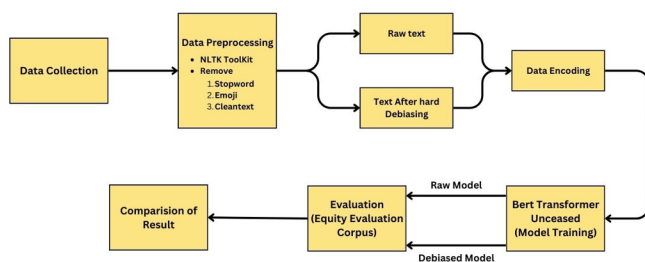 Data Collection
Data Preprocessing
• NLTK ToolKit
• Remove
1. Stopword
2. Emoji
3. Cleantext
Raw text
Text After hard
Debiasing
Data Encoding
Bert Transformer
Unceased
(Model Training)
Raw Model
Debiased Model
Evaluation
(Equity Evaluation
Corpus)
Comparision of
Result